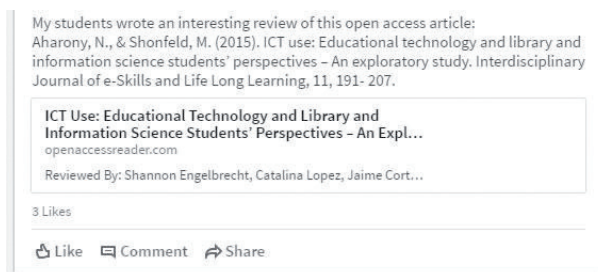 My students wrote an interesting review of this open access article:
Aharony, N., & Shonfeld, M. (2015). ICT use: Educational technology and library and
information science students' perspectives – An exploratory study. Interdisciplinary
Journal of e-Skills and Life Long Learning, 11, 191- 207.
ICT Use: Educational Technology and Library and
Information Science Students' Perspectives – An Expl...
openaccessreader.com
Reviewed By: Shannon Engelbrecht, Catalina Lopez, Jaime Cort...
3 Likes
Like Comment Share